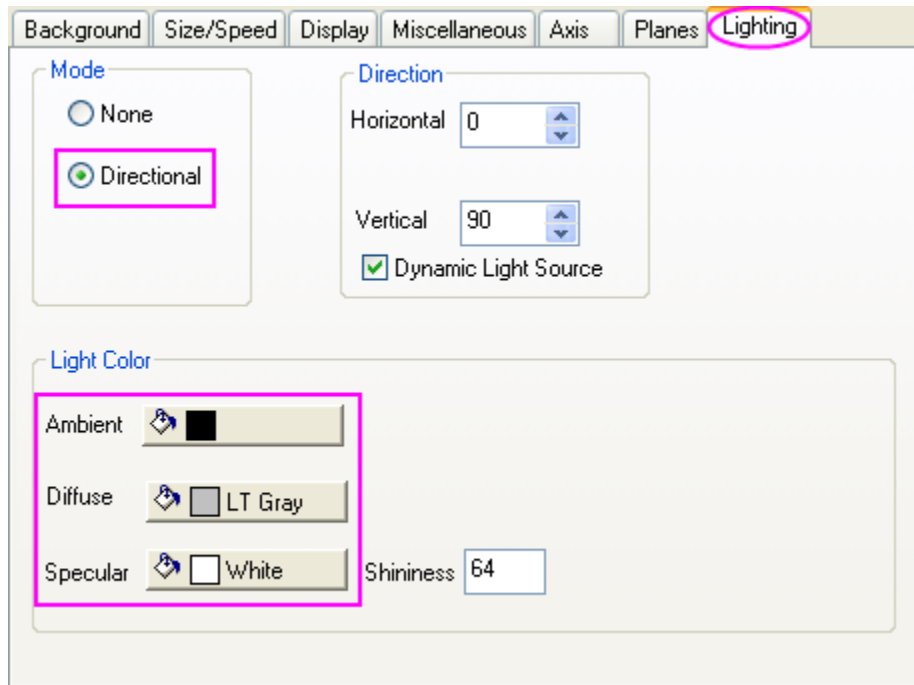 Background Size/Speed Display Miscellaneous Axis Planes Lighting
Mode
None
Directional
Direction
Horizontal 0
Vertical 90
Dynamic Light Source
Light Color
Ambient
Diffuse LT Gray
Specular White Shininess 64